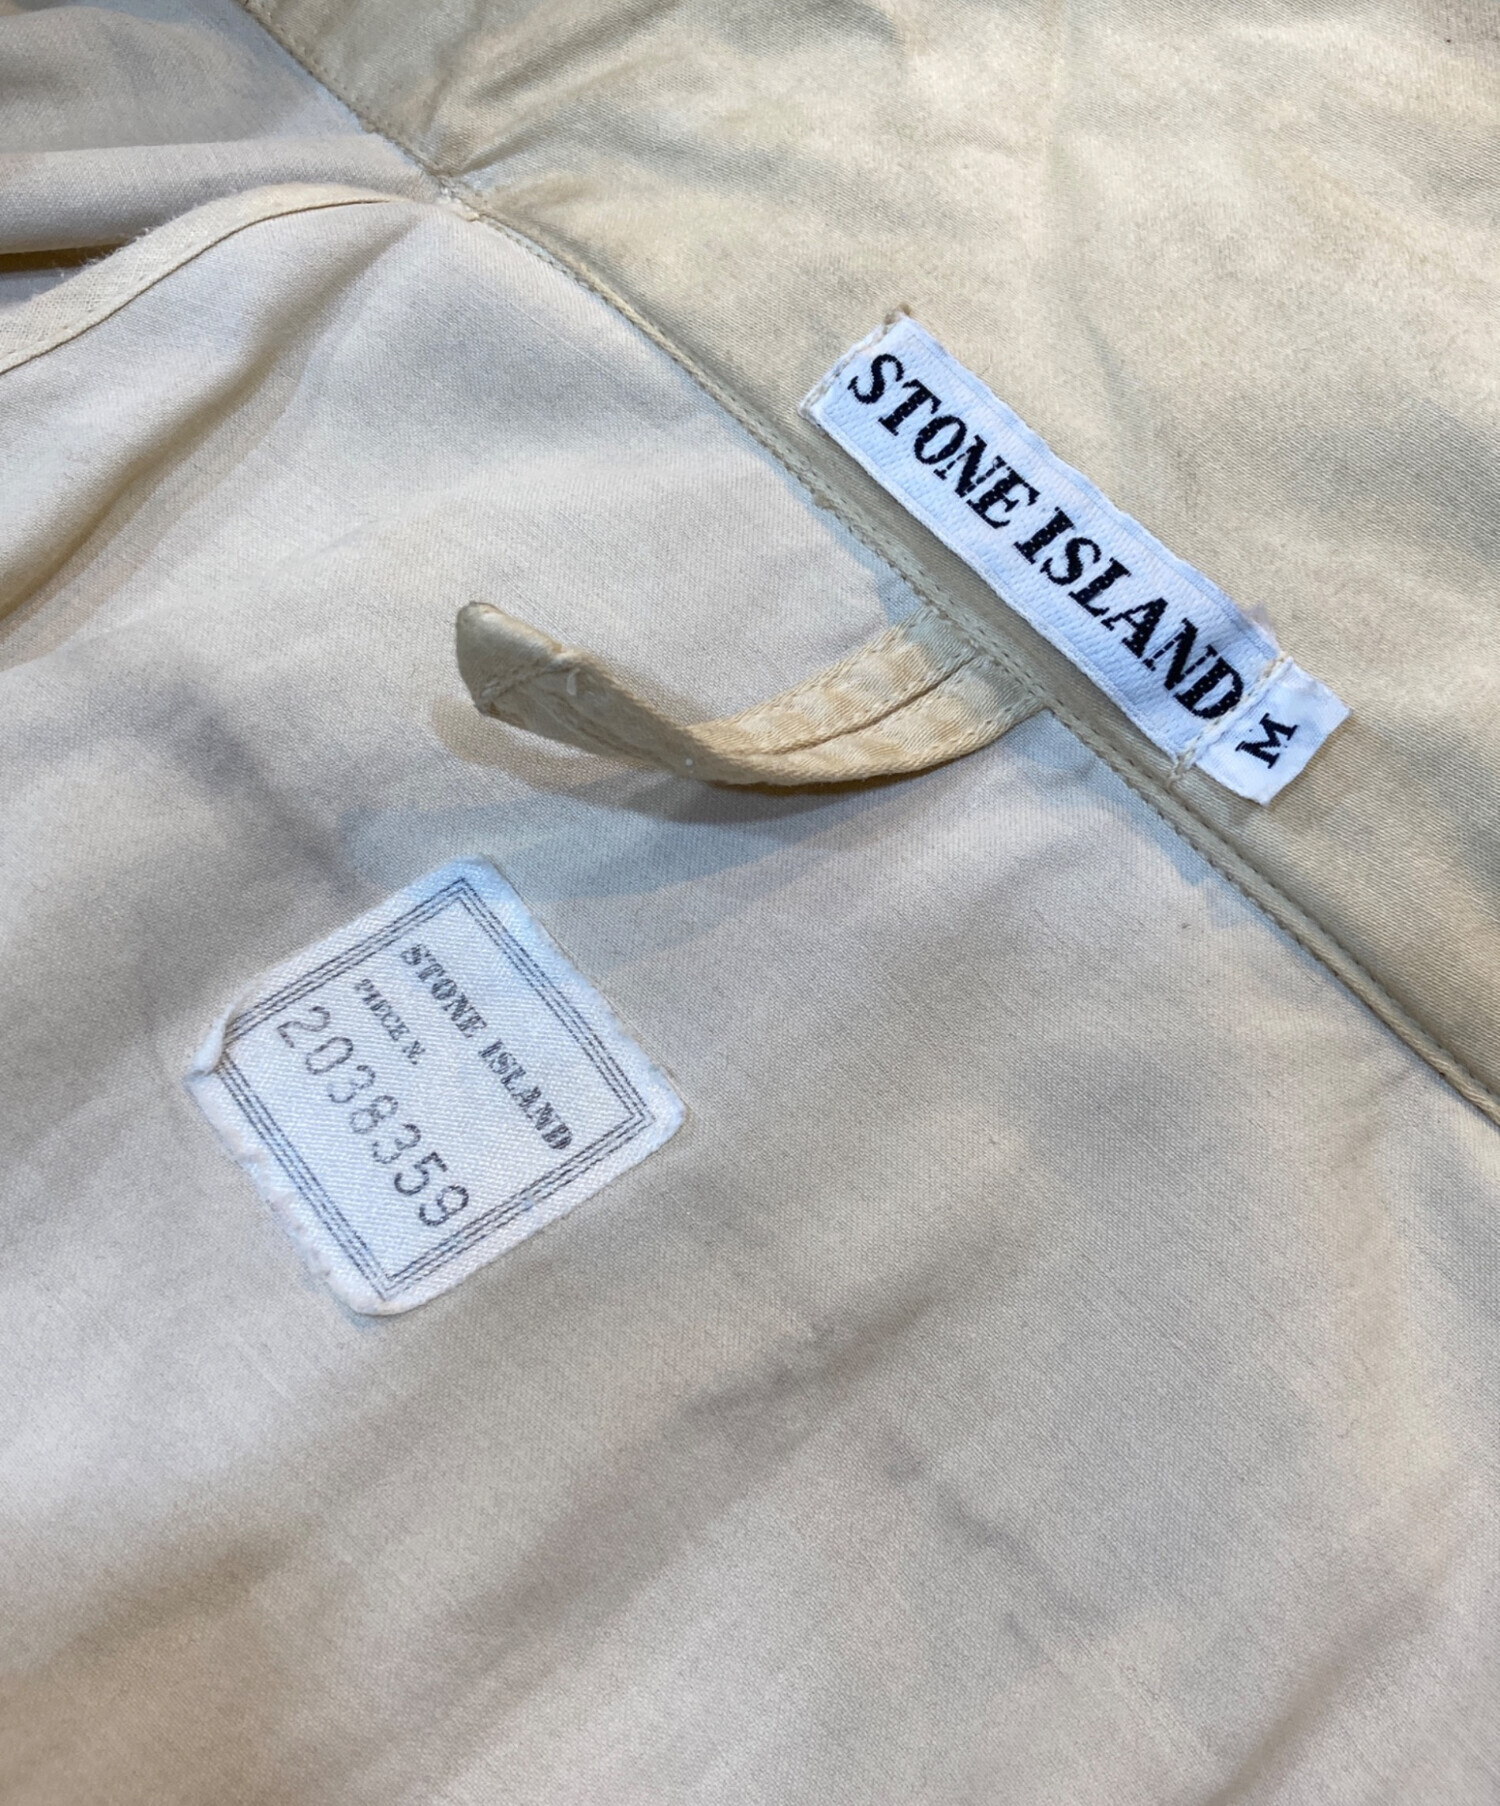 STONE ISLAND
M
STONE ISLAND
PIECE N.
2038359